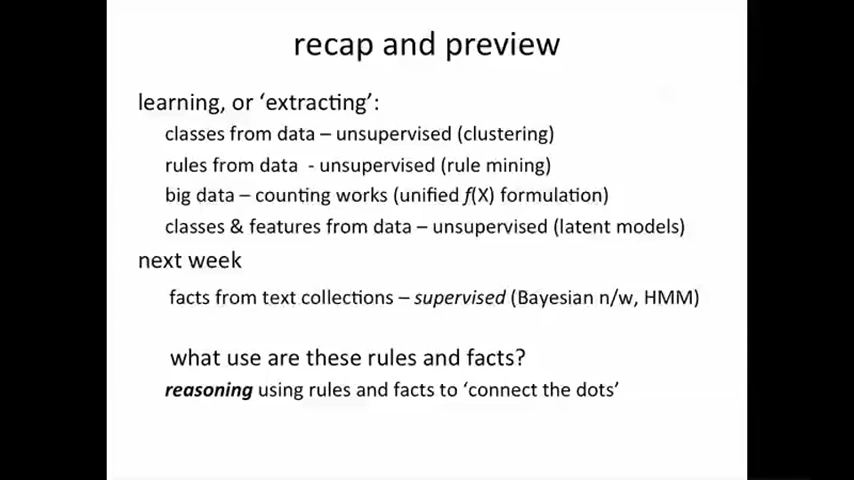 recap and preview
learning, or ‘extracting’:
classes from data – unsupervised (clustering)
rules from data - unsupervised (rule mining)
big data – counting works (unified f(X) formulation)
classes & features from data – unsupervised (latent models)
next week
facts from text collections – supervised (Bayesian n/w, HMM)
what use are these rules and facts?
reasoning using rules and facts to ‘connect the dots’